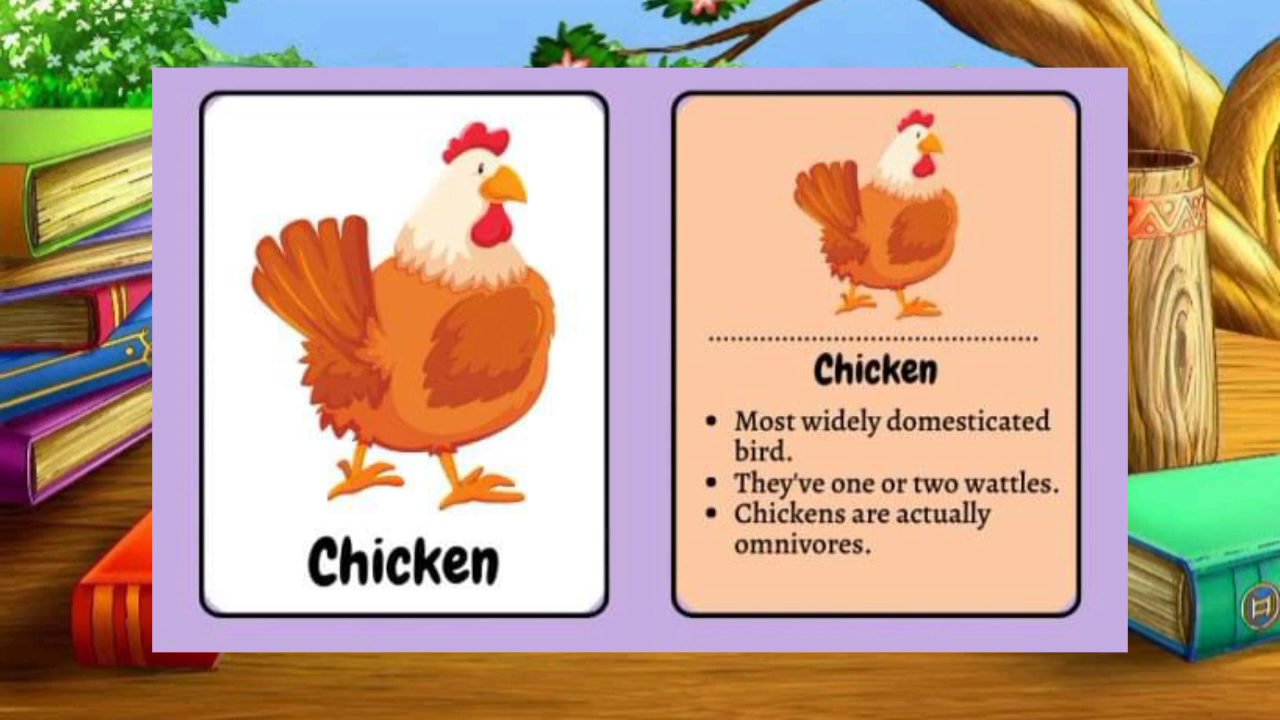 Chicken
Chicken
• Most widely domesticated
bird.
• They've one or two wattles.
• Chickens are actually
omnivores.